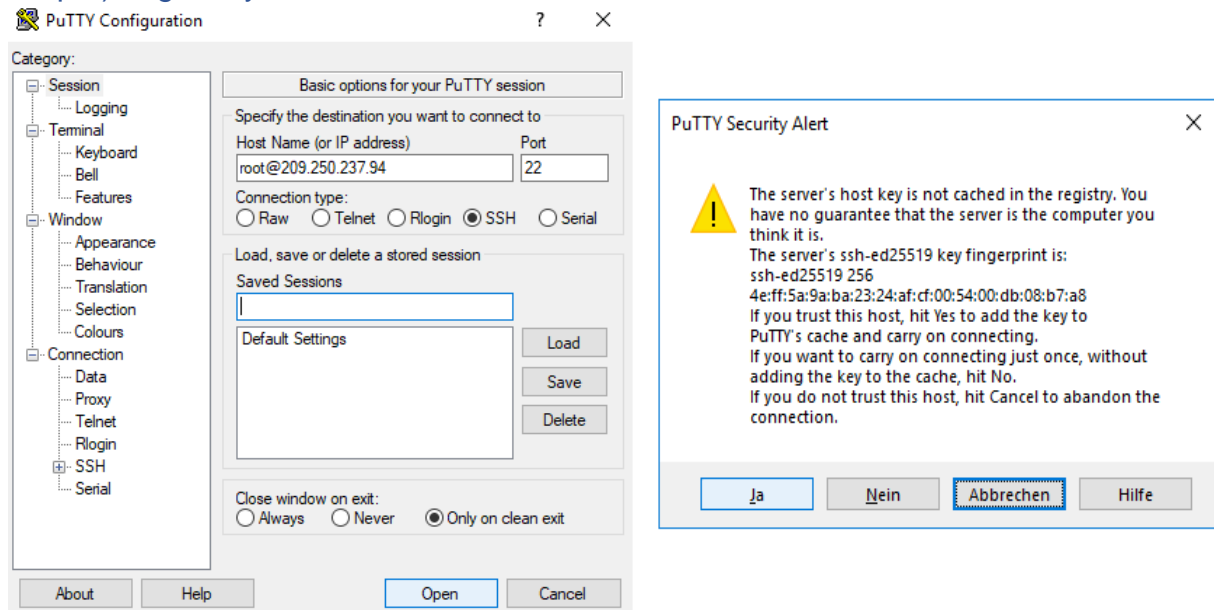 PuTTY Configuration
?
Category:
Session
Logging
Terminal
Keyboard
Bell
Features
Window
Appearance
Behaviour
Translation
Selection
Colours
Connection
Data
Proxy
Telnet
Rlogin
SSH
Serial
Basic options for your PuTTY session
Specify the destination you want to connect to
Host Name (or IP address) Port
root@209.250.237.94 22
Connection type:
Raw Telnet Rlogin SSH Serial
Load, save or delete a stored session
Saved Sessions
Default Settings
Load
Save
Delete
Close window on exit:
Always Never Only on clean exit
About Help Open Cancel
PuTTY Security Alert
The server's host key is not cached in the registry. You
have no guarantee that the server is the computer you
think it is.
The server's ssh-ed25519 key fingerprint is:
ssh-ed25519 256
4e:ff:5a:9a:ba:23:24:af:cf:00:54:00:db:08:b7:a8
If you trust this host, hit Yes to add the key to
PuTTY's cache and carry on connecting.
If you want to carry on connecting just once, without
adding the key to the cache, hit No.
If you do not trust this host, hit Cancel to abandon the
connection.
Ja Nein Abbrechen Hilfe